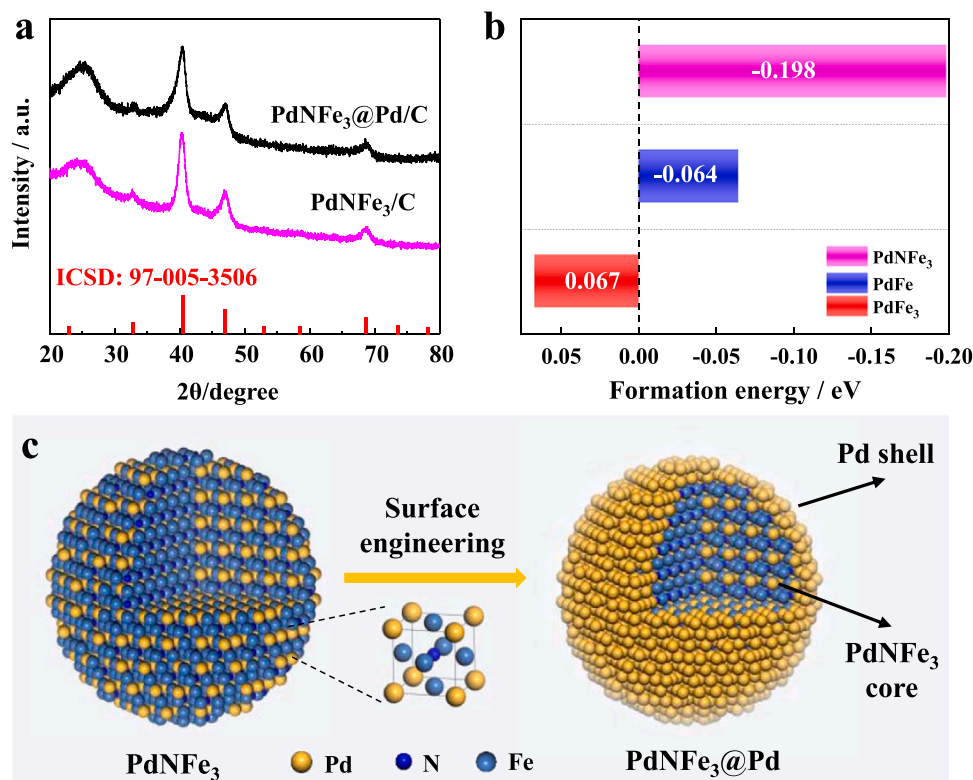 a
Intensity / a.u.
PdNFe₃@Pd/C
PdNFe₃/C
ICSD: 97-005-3506
20 30 40 50 60 70 80
2θ/degree
b
-0.198
-0.064
0.067
PdNFe₃
PdFe
PdFe₃
0.05 0.00 -0.05 -0.10 -0.15 -0.20
Formation energy / eV
c
Surface
engineering
Pd shell
PdNFe₃
core
PdNFe₃
Pd N Fe
PdNFe₃@Pd